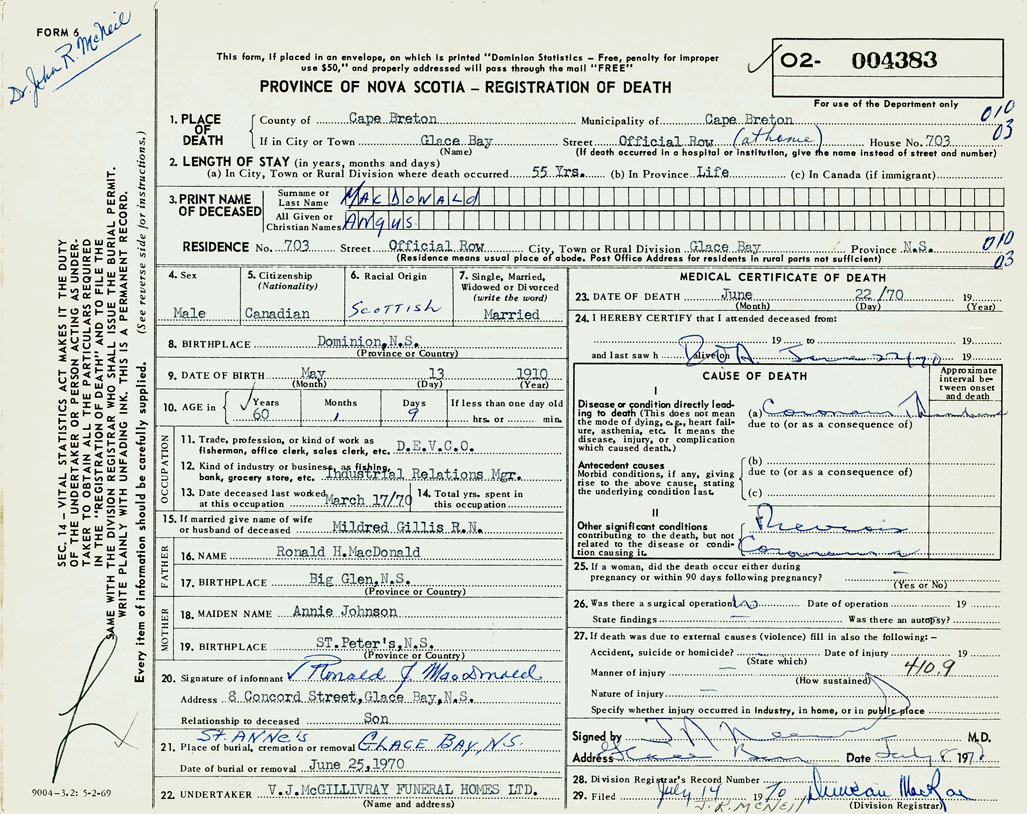 FORM 6
Dr. John R. McNeil
This form, if placed in an envelope, on which is printed "Dominion Statistics – Free, penalty for improper
use $50," and properly addressed will pass through the mail "FREE"
PROVINCE OF NOVA SCOTIA – REGISTRATION OF DEATH
O2- 004383
For use of the Department only
010
03
1. PLACE OF DEATH
County of Cape Breton Municipality of Cape Breton
If in City or Town Glace Bay Street Official Row (at home) House No. 703
(Name) (If death occurred in a hospital or institution, give the name instead of street and number)
2. LENGTH OF STAY (in years, months and days)
(a) In City, Town or Rural Division where death occurred 55 Yrs. (b) In Province Life (c) In Canada (if immigrant)
3. PRINT NAME OF DECEASED
Surname or Last Name MACDONALD
All Given or Christian Names ANGUS
RESIDENCE No. 703 Street Official Row City, Town or Rural Division Glace Bay Province N.S.
(Residence means usual place of abode. Post Office Address for residents in rural parts not sufficient)
010
03
4. Sex
Male
5. Citizenship
(Nationality)
Canadian
6. Racial Origin
Scottish
7. Single, Married,
Widowed or Divorced
(write the word)
Married
8. BIRTHPLACE Dominion, N.S.
(Province or Country)
9. DATE OF BIRTH May 13 1910
(Month) (Day) (Year)
10. AGE in Years Months Days If less than one day old
60 1 9 hrs. or min.
OCCUPATION
11. Trade, profession, or kind of work as
fisherman, office clerk, sales clerk, etc. D.E.V.C.O.
12. Kind of industry or business, as fishing,
bank, grocery store, etc. Industrial Relations Mgr.
13. Date deceased last worked
at this occupation March 17/70
14. Total yrs. spent in
this occupation
15. If married give name of wife
or husband of deceased Mildred Gillis R.N.
FATHER
16. NAME Ronald H.MacDonald
17. BIRTHPLACE Big Glen, N.S.
(Province or Country)
MOTHER
18. MAIDEN NAME Annie Johnson
19. BIRTHPLACE ST.Peter's, N.S.
(Province or Country)
20. Signature of informant Ronald J. MacDonald
Address 8 Concord Street, Glace Bay, N.S.
Relationship to deceased Son
St. ANNE'S
21. Place of burial, cremation or removal GLACE BAY, N.S.
Date of burial or removal June 25, 1970
22. UNDERTAKER V.J.McGILLIVRAY FUNERAL HOMES LTD.
(Name and address)
MEDICAL CERTIFICATE OF DEATH
23. DATE OF DEATH June 22/70 19
(Month) (Day) (Year)
24. I HEREBY CERTIFY that I attended deceased from:
19 to 19
and last saw h alive on DOA June 22/70 19
CAUSE OF DEATH
Approximate
interval be-
tween onset
and death
I
Disease or condition directly lead-
ing to death (This does not mean
the mode of dying, e.g., heart fail-
ure, asthenia, etc. It means the
disease, injury, or complication
which caused death.)
(a) Coronary
due to (or as a consequence of)
Antecedent causes
Morbid conditions, if any, giving
rise to the above cause, stating
the underlying condition last.
(b)
due to (or as a consequence of)
(c)
II
Other significant conditions
contributing to the death, but not
related to the disease or condi-
tion causing it.
Previous
25. If a woman, did the death occur either during
pregnancy or within 90 days following pregnancy? –
(Yes or No)
26. Was there a surgical operation No Date of operation 19
State findings Was there an autopsy?
27. If death was due to external causes (violence) fill in also the following:–
Accident, suicide or homicide? – Date of injury 19
(State which)
Manner of injury – 410.9
(How sustained)
Nature of injury –
Specify whether injury occurred in industry, in home, or in public place
Signed by M.D.
Address Glace Bay Date July 8 197
28. Division Registrar's Record Number
29. Filed July 14 1970 Duncan MacRae
J.R. MCNEIL (Division Registrar)
SEC. 14 – VITAL STATISTICS ACT MAKES IT THE DUTY
OF THE UNDERTAKER OR PERSON ACTING AS UNDER-
TAKER TO OBTAIN ALL THE PARTICULARS REQUIRED
IN THE "REGISTRATION OF DEATH" AND TO FILE THE
SAME WITH THE DIVISION REGISTRAR WHO SHALL ISSUE THE BURIAL PERMIT.
WRITE PLAINLY WITH UNFADING INK. THIS IS A PERMANENT RECORD.
Every item of information should be carefully supplied. (See reverse side for instructions.)
9004-3.2: 5-2-69